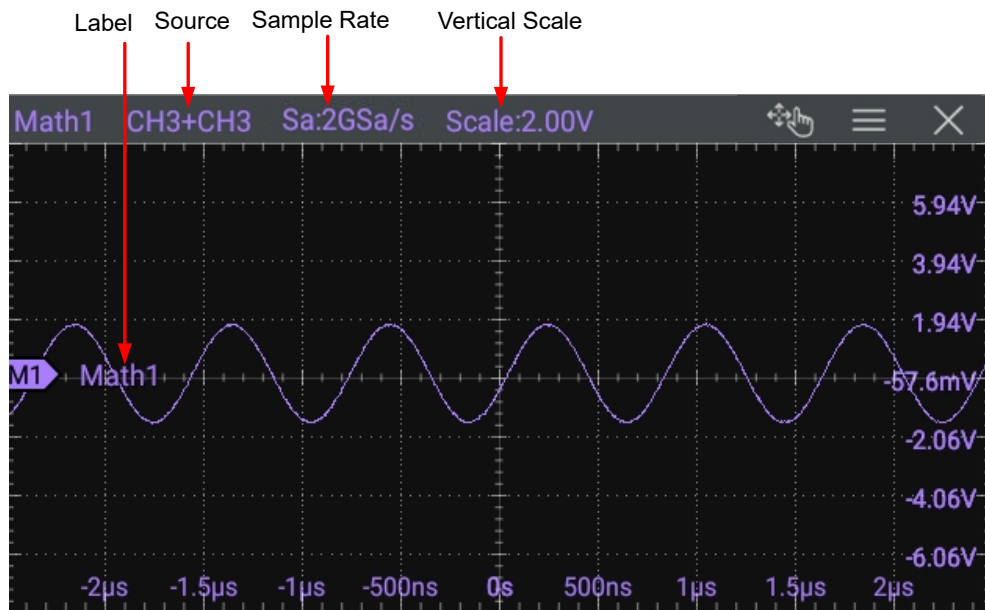 Label Source Sample Rate Vertical Scale
Math1 CH3+CH3 Sa:2GSa/s Scale:2.00V
5.94V
3.94V
1.94V
M1 Math1 -57.6mV
-2.06V
-4.06V
-6.06V
-2µs -1.5µs -1µs -500ns 0s 500ns 1µs 1.5µs 2µs